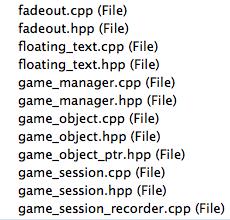 fadeout.cpp (File)
fadeout.hpp (File)
floating_text.cpp (File)
floating_text.hpp (File)
game_manager.cpp (File)
game_manager.hpp (File)
game_object.cpp (File)
game_object.hpp (File)
game_object_ptr.hpp (File)
game_session.cpp (File)
game_session.hpp (File)
game_session_recorder.cpp (File)